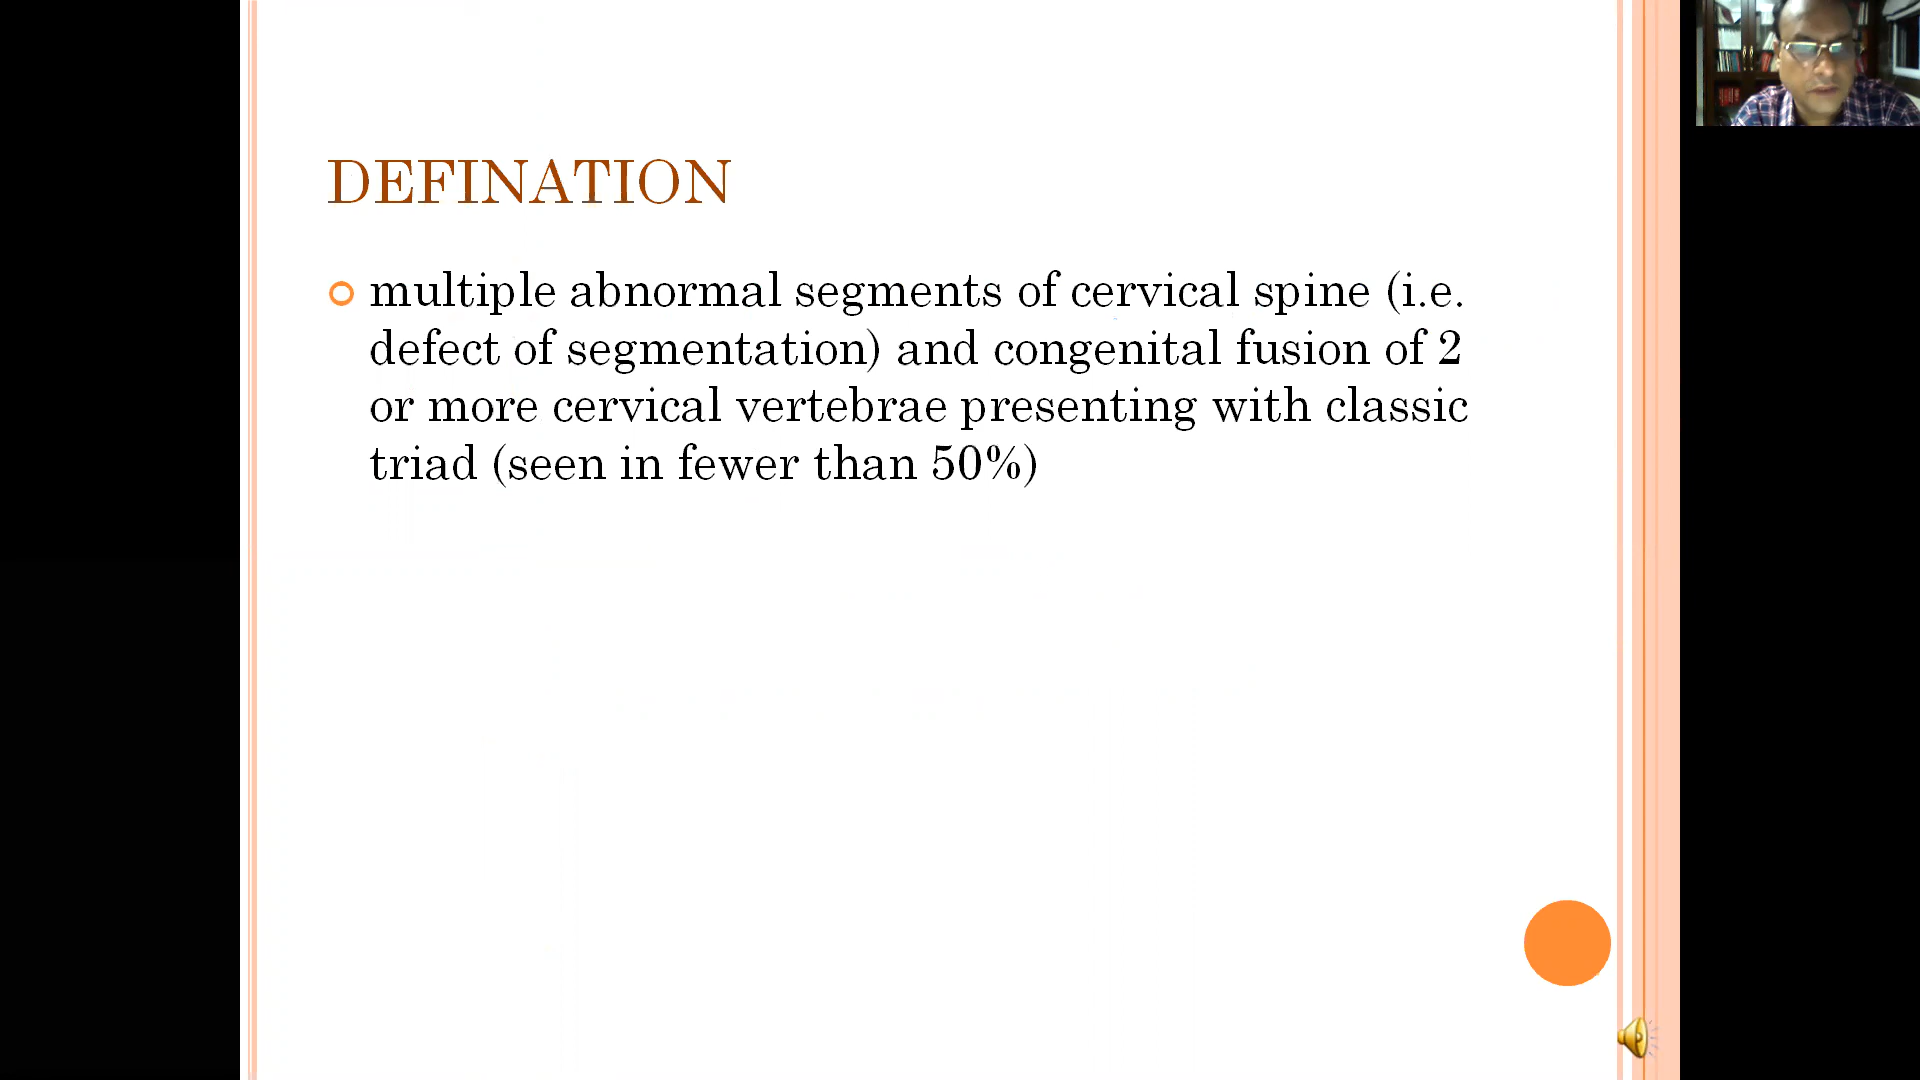 DEFINATION
multiple abnormal segments of cervical spine (i.e.
defect of segmentation) and congenital fusion of 2
or more cervical vertebrae presenting with classic
triad (seen in fewer than 50%)